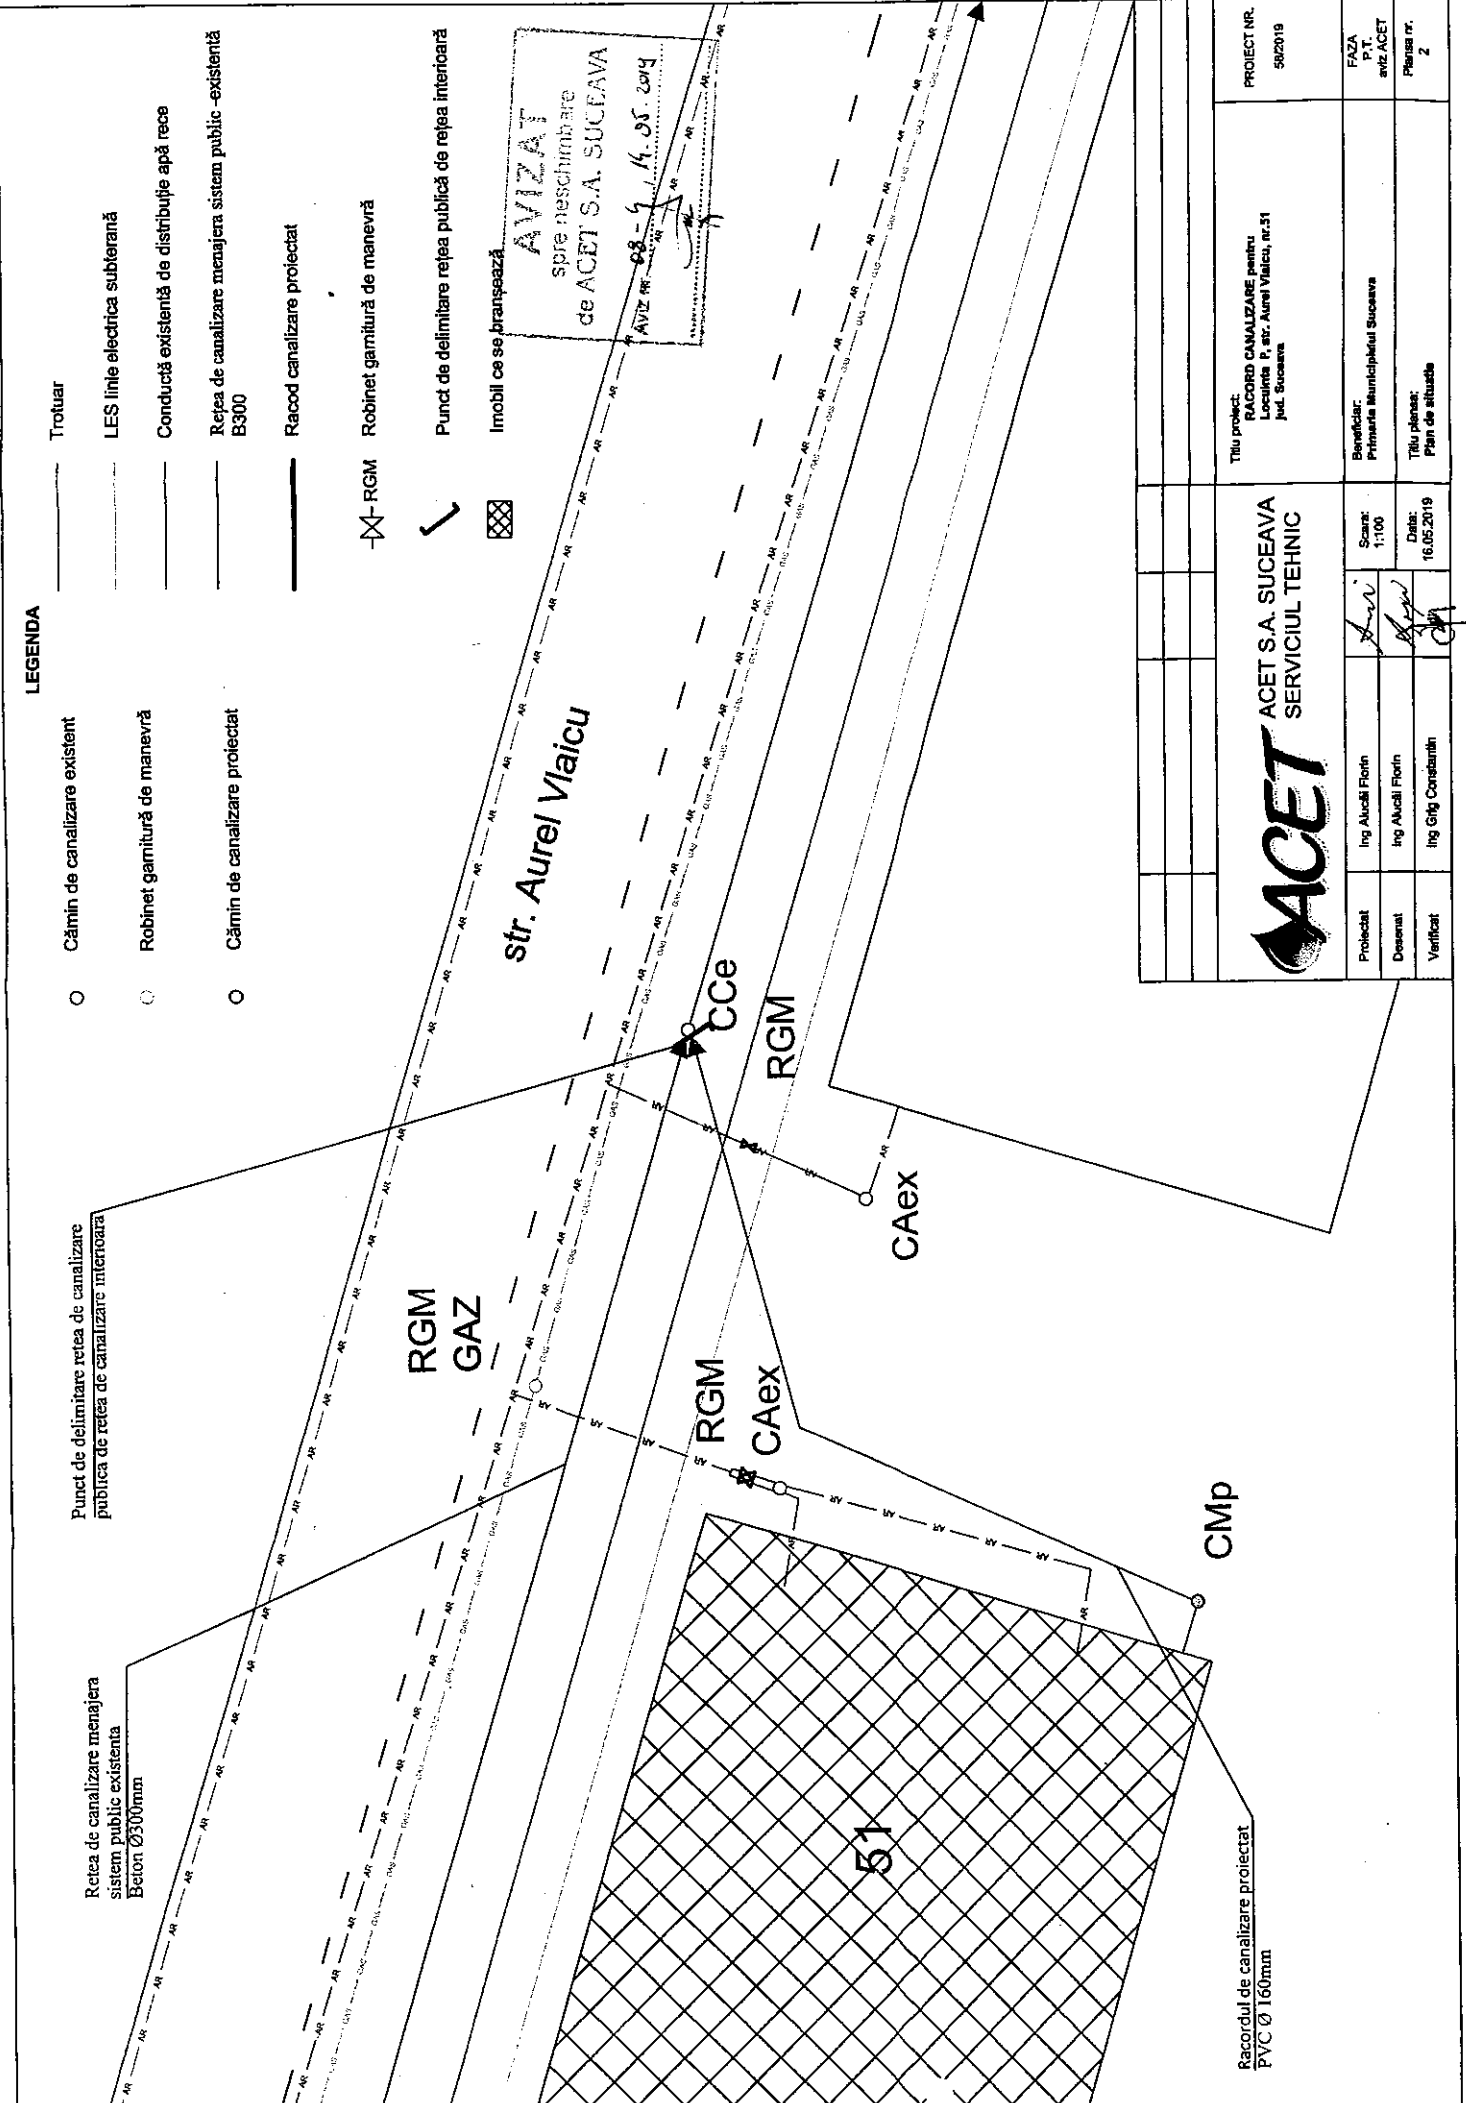 LEGENDA
Cămin de canalizare existent
Robinet garnitură de manevră
Cămin de canalizare proiectat
Trotuar
LES linie electrica subterană
Conductă existentă de distribuție apă rece
Rețea de canalizare menajera sistem public -existentă
B300
Racod canalizare proiectat
RGM Robinet garnitură de manevră
Punct de delimitare rețea publică de rețea interioară
Imobil ce se branșează
AVIZAT
spre neschimbare
de ACET S.A. SUCEAVA
Aviz nr.
Retea de canalizare menajera
sistem public existenta
Beton Ø300mm
Punct de delimitare retea de canalizare
publica de retea de canalizare interioara
str. Aurel Vlaicu
RGM
GAZ
RGM
CAex
CCe
RGM
CAex
CMp
51
Racordul de canalizare proiectat
PVC Ø 160mm
ACET
ACET S.A. SUCEAVA
SERVICIUL TEHNIC
Titlu proiect:
RACORD CANALIZARE pentru
Locuinta P, str. Aurel Vlaicu, nr.51
jud. Suceava
PROIECT NR.
58/2019
Proiectat
Ing Alucăi Florin
Desenat
Ing Alucăi Florin
Verificat
Ing Grig Constantin
Scara:
1:100
Data:
16.05.2019
Beneficiar:
Primaria Municipiului Suceava
Titlu planse:
Plan de situatie
FAZA
P.T.
aviz ACET
Plansa nr.
2